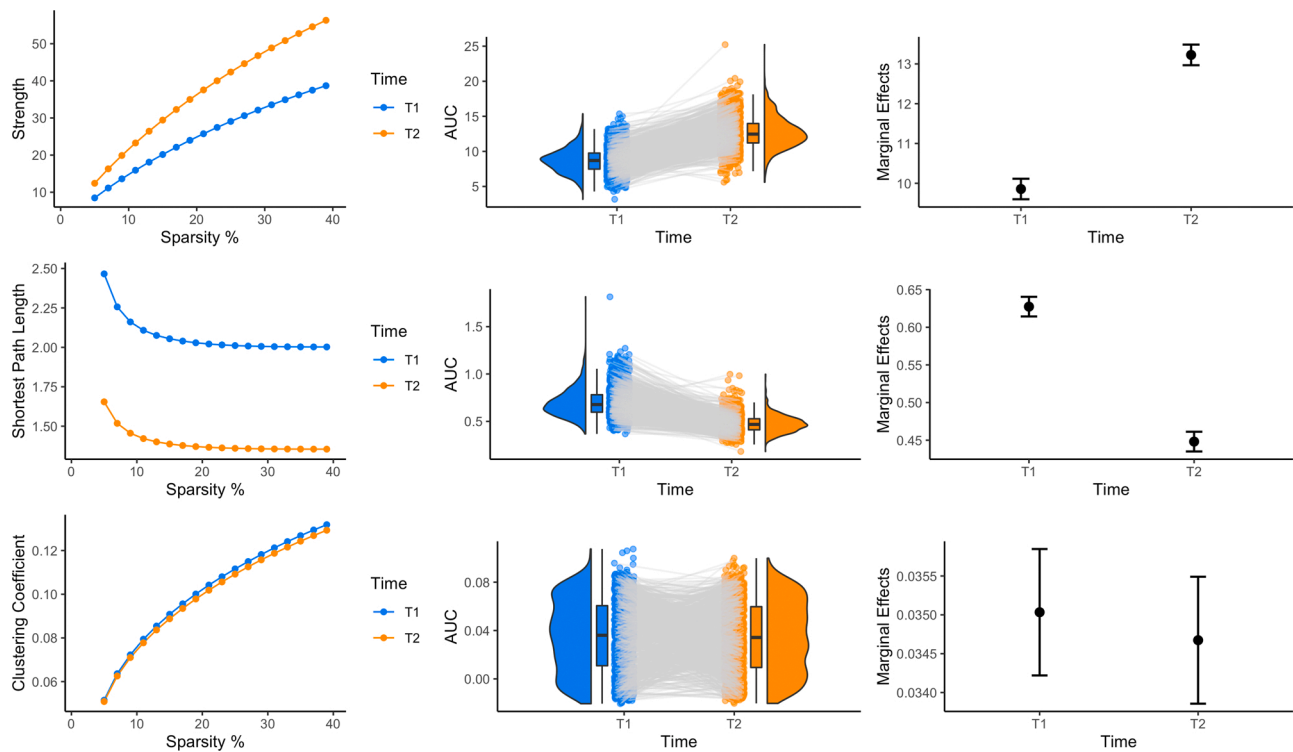 Strength
50
40
30
20
10
0
10
20
30
40
Sparsity %
Time
T1
T2
AUC
25
20
15
10
5
T1
T2
Time
Marginal Effects
13
12
11
10
T1
T2
Time
Shortest Path Length
2.50
2.25
2.00
1.75
1.50
0
10
20
30
40
Sparsity %
Time
T1
T2
AUC
1.5
1.0
0.5
T1
T2
Time
Marginal Effects
0.65
0.60
0.55
0.50
0.45
T1
T2
Time
Clustering Coefficient
0.12
0.10
0.08
0.06
0
10
20
30
40
Sparsity %
Time
T1
T2
AUC
0.08
0.04
0.00
T1
T2
Time
Marginal Effects
0.0355
0.0350
0.0345
0.0340
T1
T2
Time